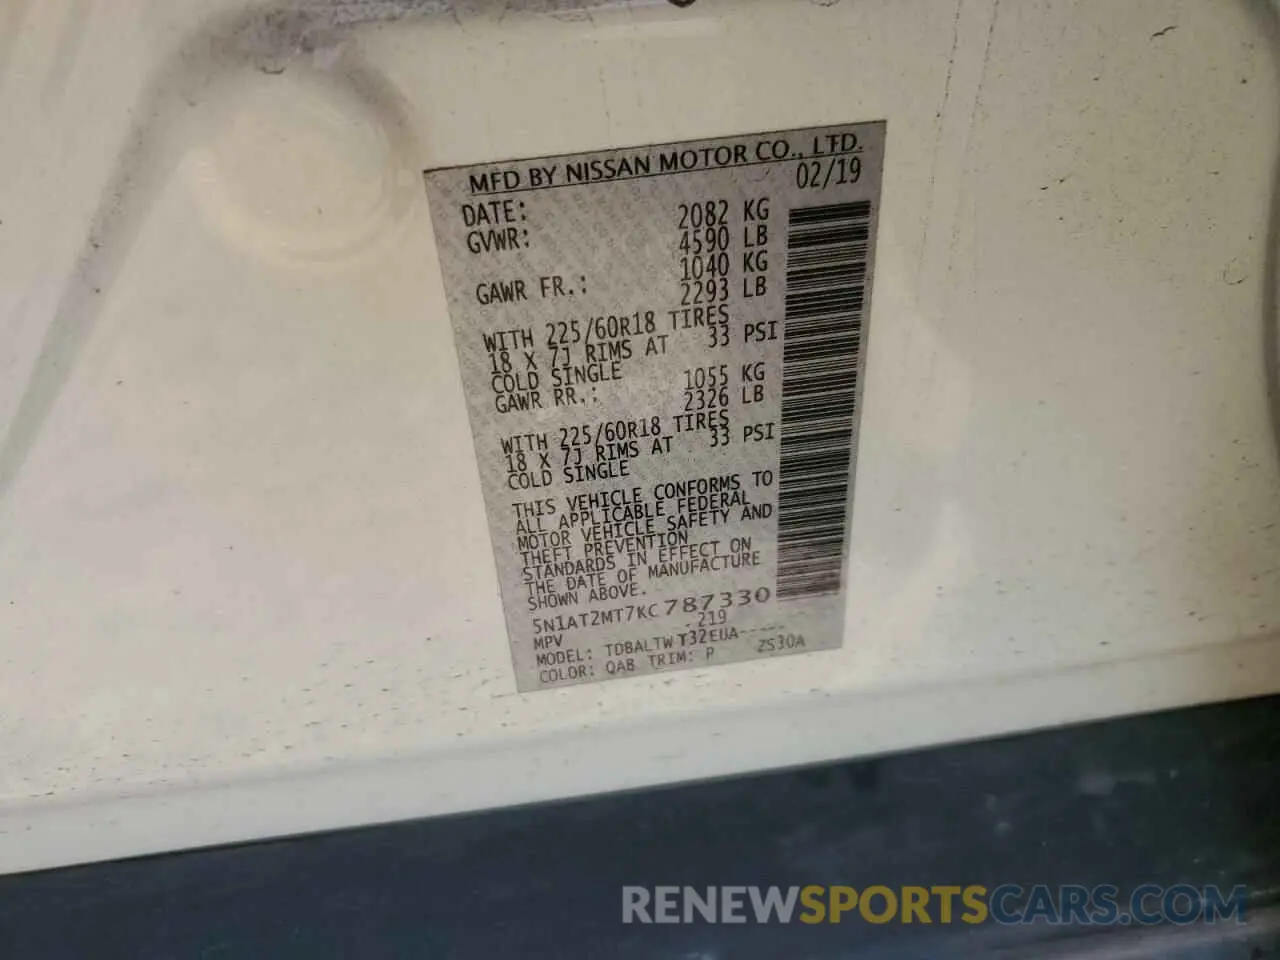 MFD BY NISSAN MOTOR CO., LTD.
DATE: 02/19
GVWR: 2082 KG
4590 LB
GAWR FR.: 1040 KG
2293 LB
WITH 225/60R18 TIRES
18 X 7J RIMS AT 33 PSI
COLD SINGLE
GAWR RR.: 1055 KG
2326 LB
WITH 225/60R18 TIRES
18 X 7J RIMS AT 33 PSI
COLD SINGLE
THIS VEHICLE CONFORMS TO
ALL APPLICABLE FEDERAL
MOTOR VEHICLE SAFETY AND
THEFT PREVENTION
STANDARDS IN EFFECT ON
THE DATE OF MANUFACTURE
SHOWN ABOVE.
5N1AT2MT7KC787330
MPV 219
MODEL: TDBALTWT32EUA-----
COLOR: QAB TRIM: P ZS30A
RENEWSPORTSCARS.COM